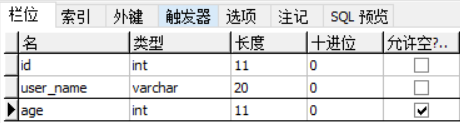 栏位 索引 外键 触发器 选项 注记 SQL 预览
名 类型 长度 十进位 允许空?..
id int 11 0
user_name varchar 20 0
age int 11 0